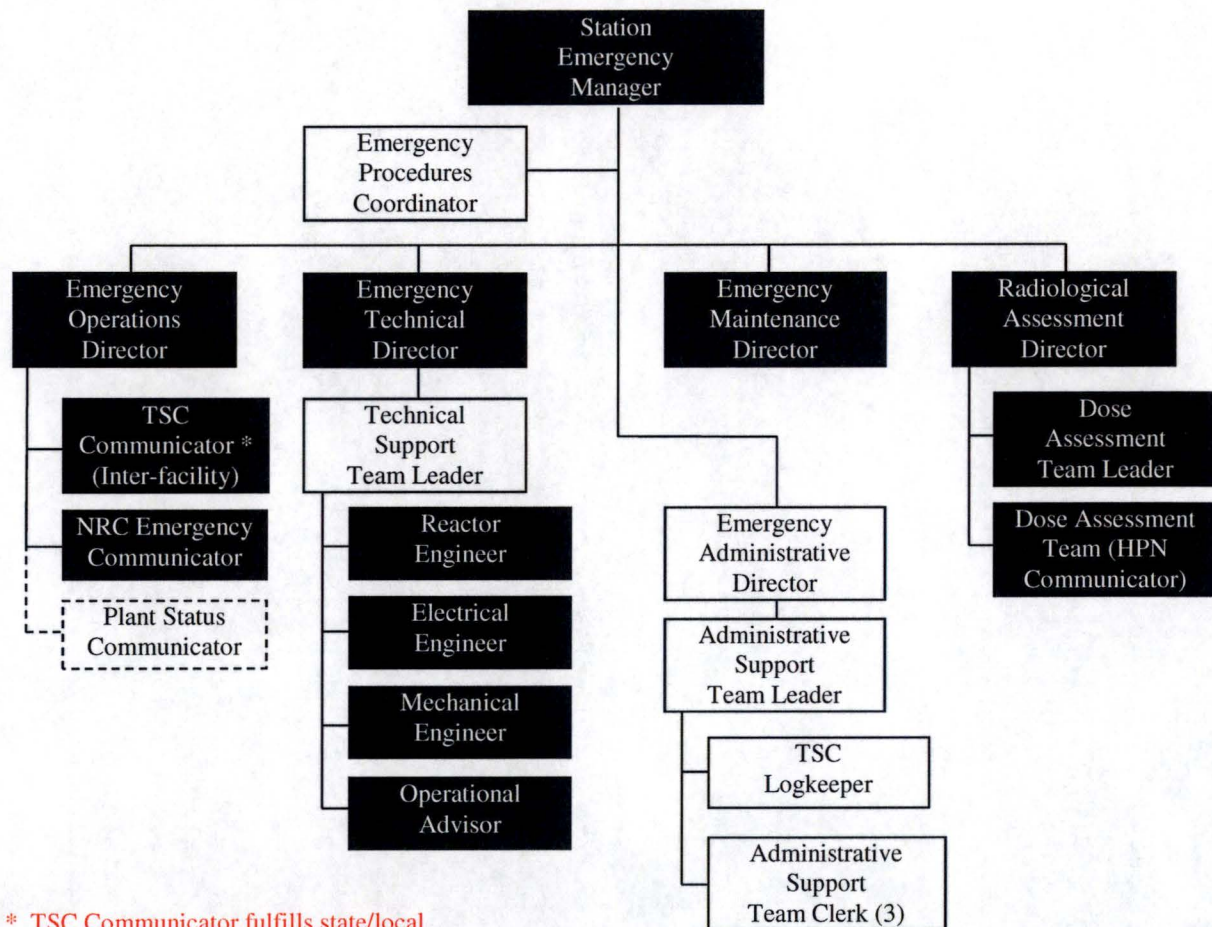 Station
Emergency
Manager
Emergency
Procedures
Coordinator
Emergency
Operations
Director
Emergency
Technical
Director
Emergency
Maintenance
Director
Radiological
Assessment
Director
TSC
Communicator *
(Inter-facility)
NRC Emergency
Communicator
Plant Status
Communicator
Technical
Support
Team Leader
Reactor
Engineer
Electrical
Engineer
Mechanical
Engineer
Operational
Advisor
Emergency
Administrative
Director
Administrative
Support
Team Leader
TSC
Logkeeper
Administrative
Support
Team Clerk (3)
Dose
Assessment
Team Leader
Dose Assessment
Team (HPN
Communicator)
* TSC Communicator fulfills state/local